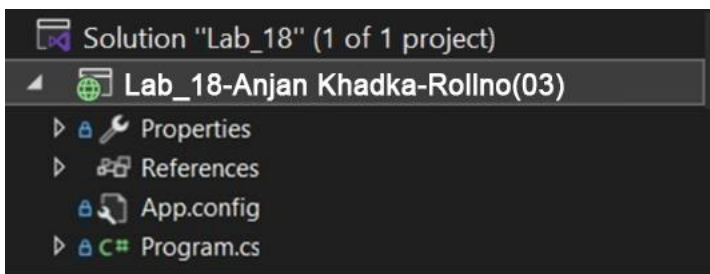 Solution "Lab_18" (1 of 1 project)
Lab_18-Anjan Khadka-Rollno(03)
Properties
References
App.config
C# Program.cs